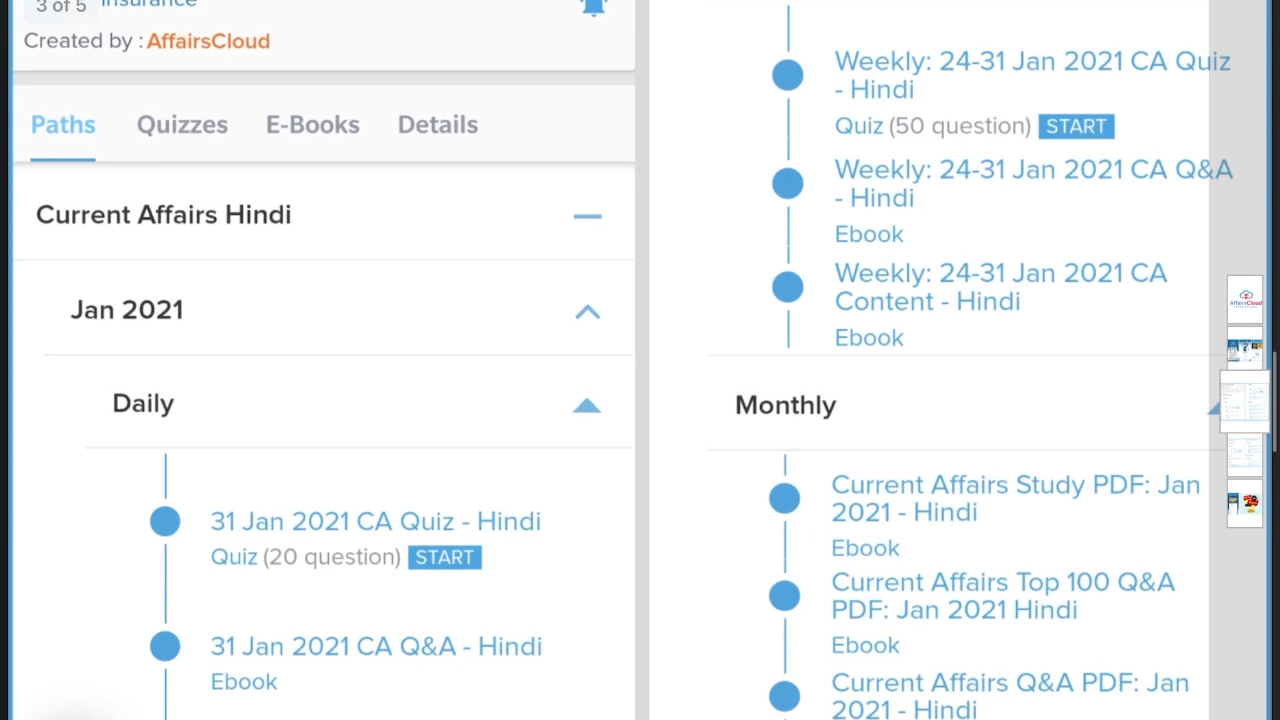 3 of 5 Insurance
Created by : AffairsCloud
Paths Quizzes E-Books Details
Current Affairs Hindi
Jan 2021
Daily
31 Jan 2021 CA Quiz - Hindi
Quiz (20 question) START
31 Jan 2021 CA Q&A - Hindi
Ebook
Weekly: 24-31 Jan 2021 CA Quiz
- Hindi
Quiz (50 question) START
Weekly: 24-31 Jan 2021 CA Q&A
- Hindi
Ebook
Weekly: 24-31 Jan 2021 CA
Content - Hindi
Ebook
Monthly
Current Affairs Study PDF: Jan
2021 - Hindi
Ebook
Current Affairs Top 100 Q&A
PDF: Jan 2021 Hindi
Ebook
Current Affairs Q&A PDF: Jan
2021 - Hindi
AffairsCloud